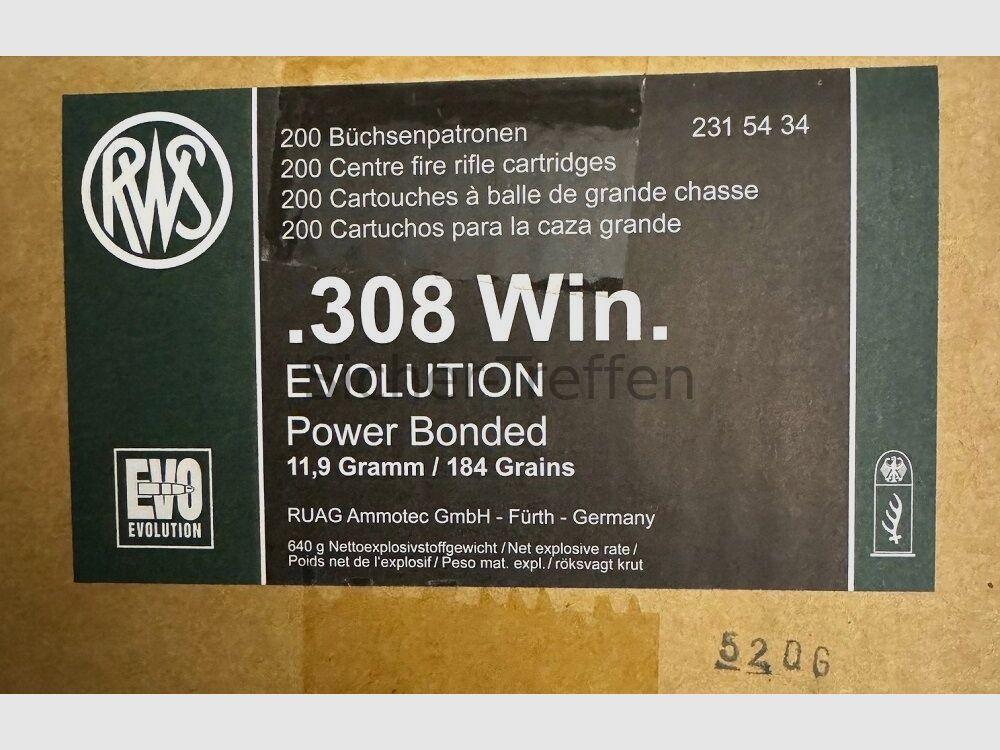 RWS
200 Büchsenpatronen
231 54 34
200 Centre fire rifle cartridges
200 Cartouches à balle de grande chasse
200 Cartuchos para la caza grande
.308 Win.
Sicher-Treffen
EVOLUTION
Power Bonded
11,9 Gramm / 184 Grains
EVO
EVOLUTION
RUAG Ammotec GmbH - Fürth - Germany
640 g Nettoexplosivstoffgewicht / Net explosive rate /
Poids net de l'explosif / Peso mat. expl. / röksvagt krut
5206